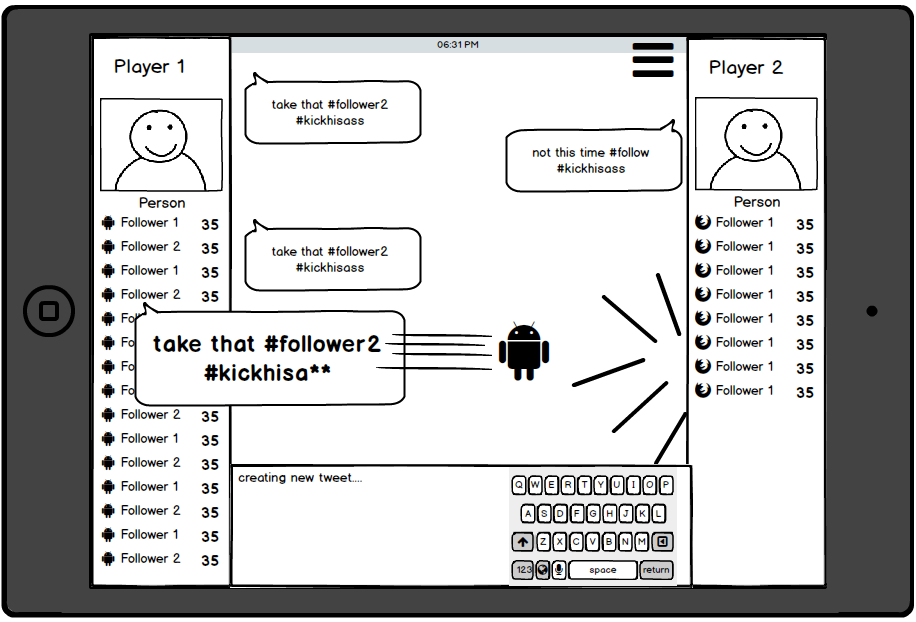 06:31 PM
Player 1
Person
Follower 1 35
Follower 2 35
Follower 1 35
Follower 2 35
Fo
Fo
Fo
Fo
Follower 2 35
Follower 1 35
Follower 2 35
Follower 1 35
Follower 2 35
Follower 1 35
Follower 2 35
take that #follower2
#kickhisass
not this time #follow
#kickhisass
take that #follower2
#kickhisass
take that #follower2
#kickhisa**
creating new tweet....
Q W E R T Y U I O P
A S D F G H J K L
Z X C V B N M
123 space return
Player 2
Person
Follower 1 35
Follower 1 35
Follower 1 35
Follower 1 35
Follower 1 35
Follower 1 35
Follower 1 35
Follower 1 35